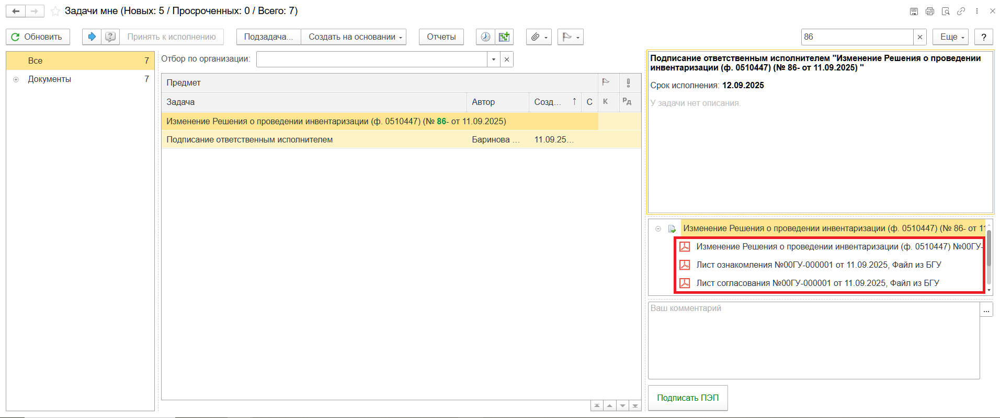 Задачи мне (Новых: 5 / Просроченных: 0 / Всего: 7)
Обновить
Принять к исполнению
Подзадача...
Создать на основании
Отчеты
86
Еще
?
Все 7
Документы 7
Отбор по организации:
Предмет
Задача Автор Созд... ↑ С К Рд
Изменение Решения о проведении инвентаризации (ф. 0510447) (№ 86- от 11.09.2025)
Подписание ответственным исполнителем Баринова ... 11.09.25...
Подписание ответственным исполнителем "Изменение Решения о проведении
инвентаризации (ф. 0510447) (№ 86- от 11.09.2025) "
Срок исполнения: 12.09.2025
У задачи нет описания.
Изменение Решения о проведении инвентаризации (ф. 0510447) (№ 86- от 11
Изменение Решения о проведении инвентаризации (ф. 0510447) №00ГУ-
Лист ознакомления №00ГУ-000001 от 11.09.2025, Файл из БГУ
Лист согласования №00ГУ-000001 от 11.09.2025, Файл из БГУ
Ваш комментарий
...
Подписать ПЭП